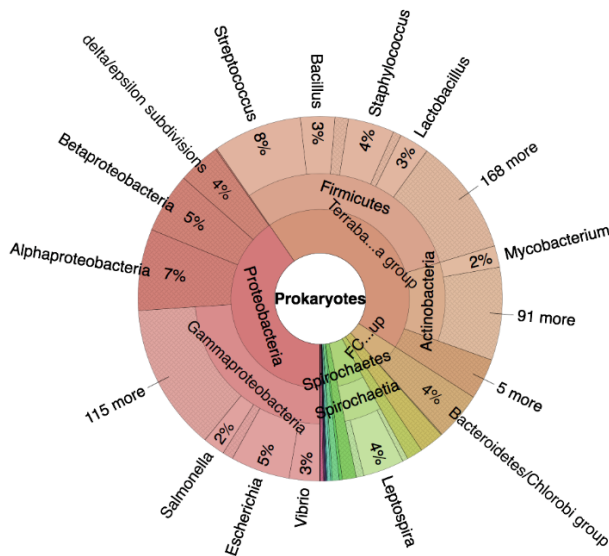 Prokaryotes
Proteobacteria
Terraba...a group
FC...up
Spirochaetes
Firmicutes
Actinobacteria
Spirochaetia
Gammaproteobacteria
delta/epsilon subdivisions
4%
Streptococcus
8%
Bacillus
3%
Staphylococcus
4%
Lactobacillus
3%
168 more
Mycobacterium
2%
91 more
5 more
Bacteroidetes/Chlorobi group
4%
Leptospira
4%
Vibrio
3%
Escherichia
5%
Salmonella
2%
115 more
Alphaproteobacteria
7%
Betaproteobacteria
5%